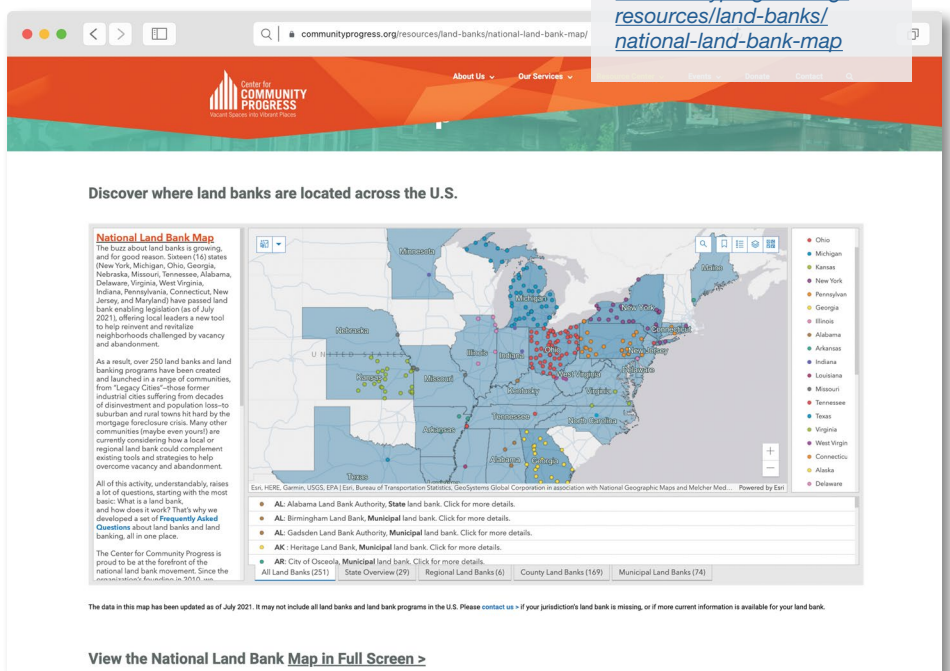 resources/land-banks/
national-land-bank-map
communityprogress.org/resources/land-banks/national-land-bank-map/
Center for
COMMUNITY
PROGRESS
Vacant Spaces into Vibrant Places
About Us
Our Services
Discover where land banks are located across the U.S.
National Land Bank Map
The buzz about land banks is growing,
and for good reason. Sixteen (16) states
(New York, Michigan, Ohio, Georgia,
Nebraska, Missouri, Tennessee, Alabama,
Delaware, Virginia, West Virginia,
Indiana, Pennsylvania, Connecticut, New
Jersey, and Maryland) have passed land
bank enabling legislation (as of July
2021), offering local leaders a new tool
to help reinvent and revitalize
neighborhoods challenged by vacancy
and abandonment.
As a result, over 250 land banks and land
banking programs have been created
and launched in a range of communities,
from "Legacy Cities"–those former
industrial cities suffering from decades
of disinvestment and population loss–to
suburban and rural towns hit hard by the
mortgage foreclosure crisis. Many other
communities (maybe even yours!) are
currently considering how a local or
regional land bank could complement
existing tools and strategies to help
overcome vacancy and abandonment.
All of this activity, understandably, raises
a lot of questions, starting with the most
basic: What is a land bank,
and how does it work? That's why we
developed a set of Frequently Asked
Questions about land banks and land
banking, all in one place.
The Center for Community Progress is
proud to be at the forefront of the
national land bank movement. Since the
organization's founding in 2010, we
Minnesota
Maine
Michigan
New York
Nebraska
Connecticut
UNITED STATES
Illinois
Indiana
Ohio
New Jersey
Kansas
Missouri
West Virginia
Delaware
Kentucky
Virginia
Tennessee
North Carolina
Arkansas
Alabama
Georgia
Texas
Esri, HERE, Garmin, USGS, EPA | Esri, Bureau of Transportation Statistics, GeoSystems Global Corporation in association with National Geographic Maps and Melcher Med...
Powered by Esri
Ohio
Michigan
Kansas
New York
Pennsylvan
Georgia
Illinois
Alabama
Arkansas
Indiana
Louisiana
Missouri
Tennessee
Texas
Virginia
West Virgin
Connecticu
Alaska
Delaware
AL: Alabama Land Bank Authority, State land bank. Click for more details.
AL: Birmingham Land Bank, Municipal land bank. Click for more details.
AL: Gadsden Land Bank Authority, Municipal land bank. Click for more details.
AK : Heritage Land Bank, Municipal land bank. Click for more details.
AR: City of Osceola, Municipal land bank. Click for more details.
All Land Banks (251)
State Overview (29)
Regional Land Banks (6)
County Land Banks (169)
Municipal Land Banks (74)
The data in this map has been updated as of July 2021. It may not include all land banks and land bank programs in the U.S. Please contact us > if your jurisdiction's land bank is missing, or if more current information is available for your land bank.
View the National Land Bank Map in Full Screen >